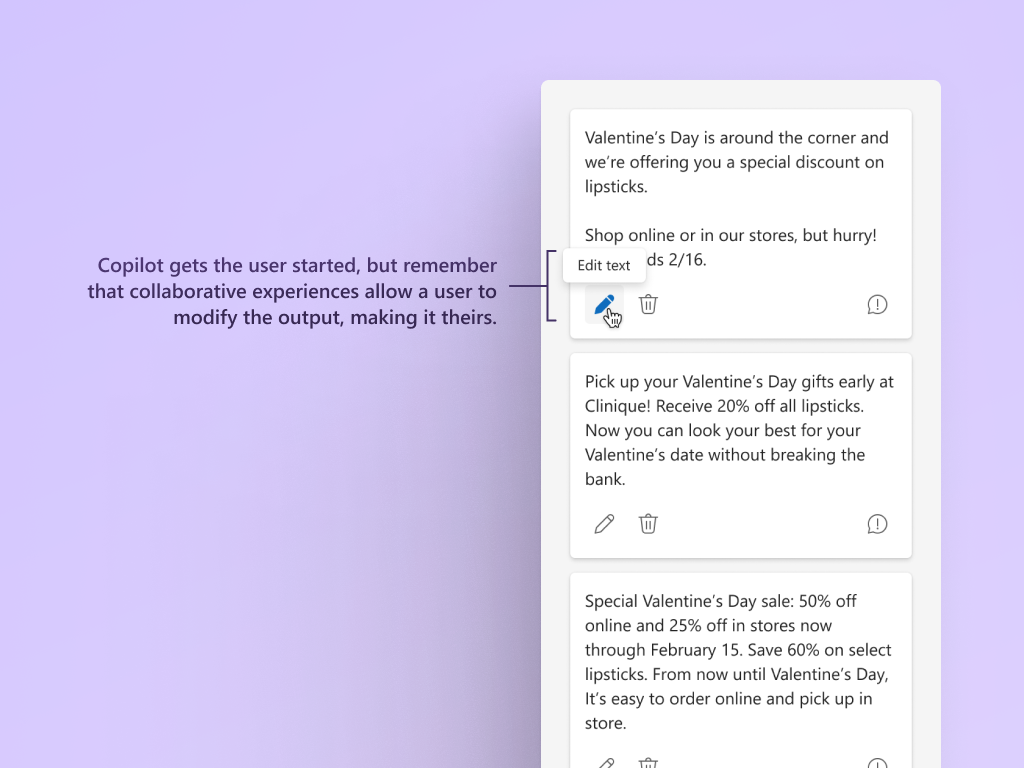 Copilot gets the user started, but remember
that collaborative experiences allow a user to
modify the output, making it theirs.
Valentine’s Day is around the corner and
we’re offering you a special discount on
lipsticks.
Shop online or in our stores, but hurry!
ds 2/16.
Edit text
Pick up your Valentine’s Day gifts early at
Clinique! Receive 20% off all lipsticks.
Now you can look your best for your
Valentine’s date without breaking the
bank.
Special Valentine’s Day sale: 50% off
online and 25% off in stores now
through February 15. Save 60% on select
lipsticks. From now until Valentine’s Day,
It’s easy to order online and pick up in
store.